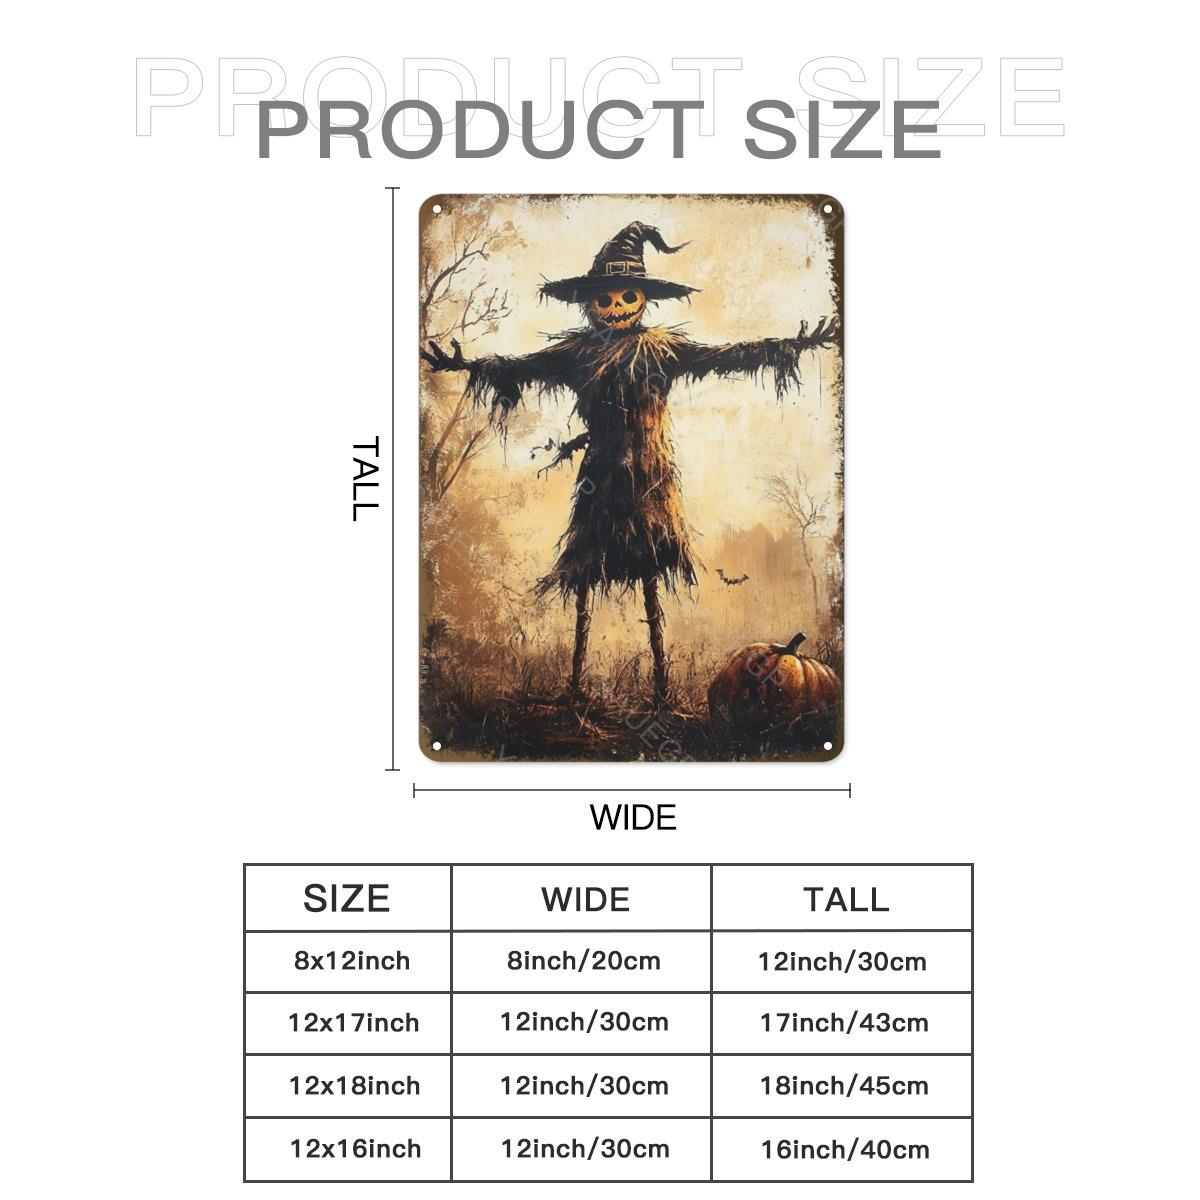 PRODUCT SIZE
PRODUCT SIZE
TALL
WIDE
SIZE WIDE TALL
8x12inch 8inch/20cm 12inch/30cm
12x17inch 12inch/30cm 17inch/43cm
12x18inch 12inch/30cm 18inch/45cm
12x16inch 12inch/30cm 16inch/40cm